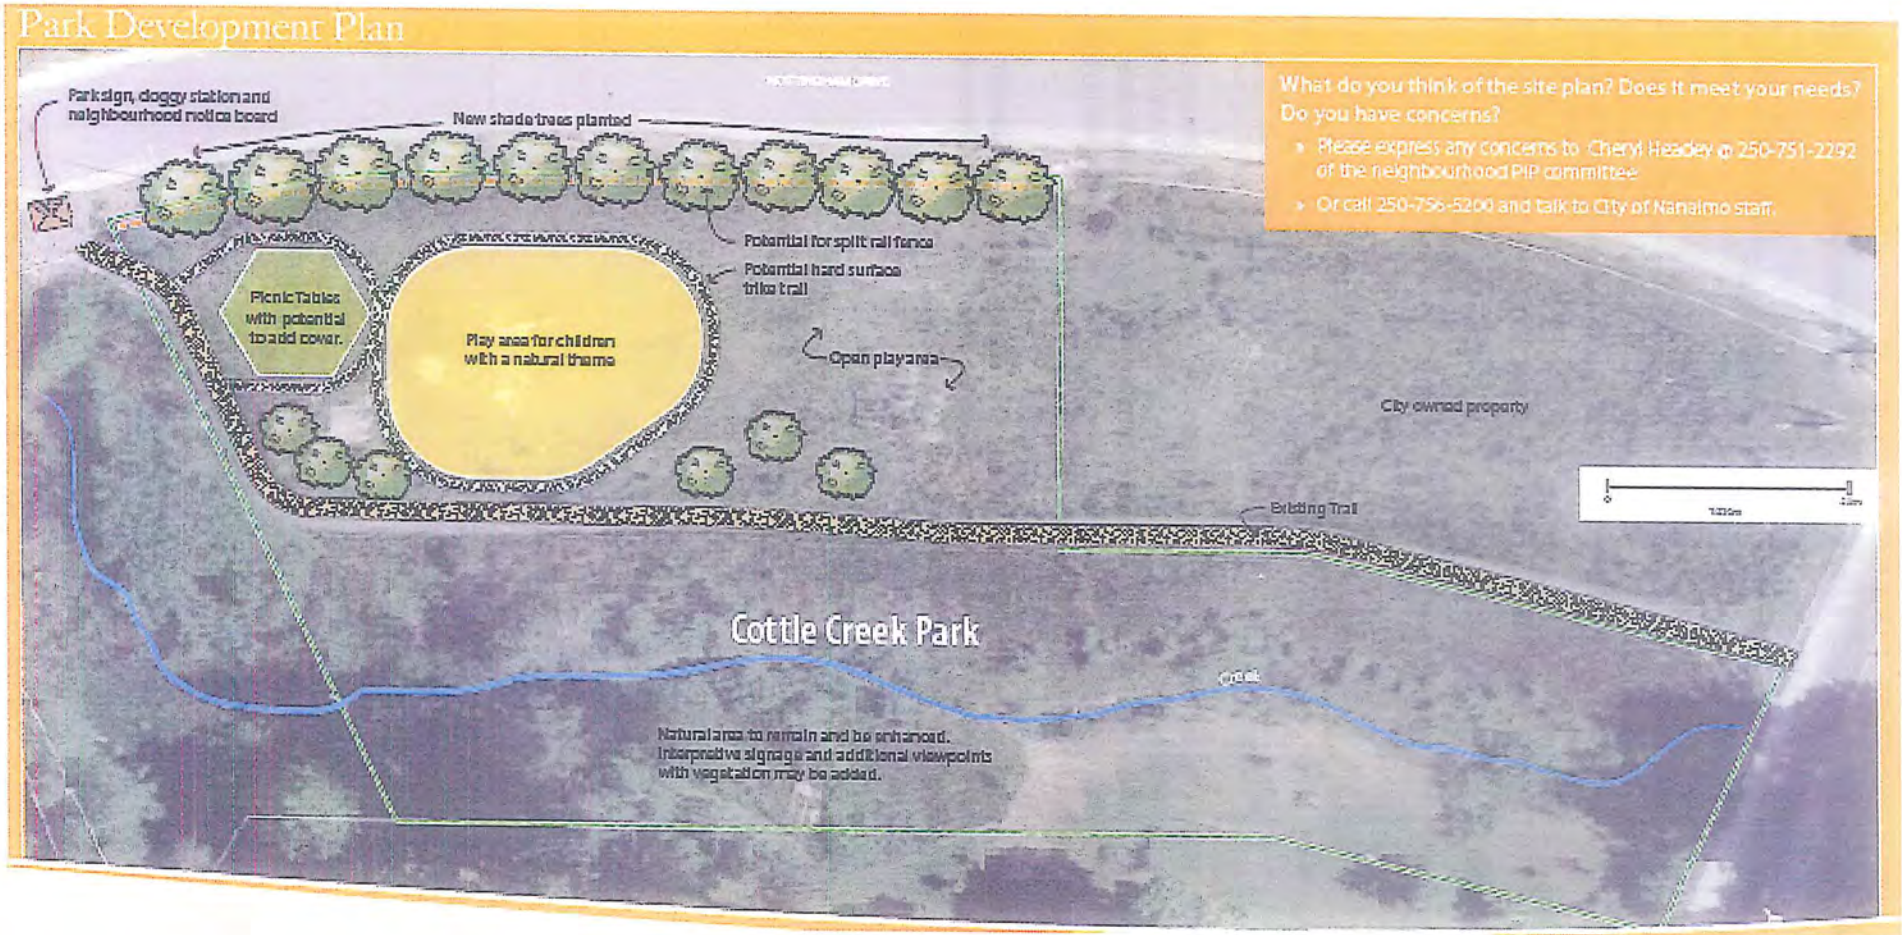 Park Development Plan
Park sign, doggy station and
neighbourhood notice board
New shade trees planted
NOTTINGHAM DRIVE
What do you think of the site plan? Does it meet your needs?
Do you have concerns?
» Please express any concerns to Cheryl Headey @ 250-751-2292
of the neighbourhood PIP committee
» Or call 250-756-5200 and talk to City of Nanaimo staff.
Potential for split rail fence
Potential hard surface
trike trail
Picnic Tables
with potential
to add cover.
Play area for children
with a natural theme
Open play area
City owned property
0
Existing Trail
Cottle Creek Park
Creek
Natural area to remain and be enhanced.
Interpretive signage and additional viewpoints
with vegetation may be added.